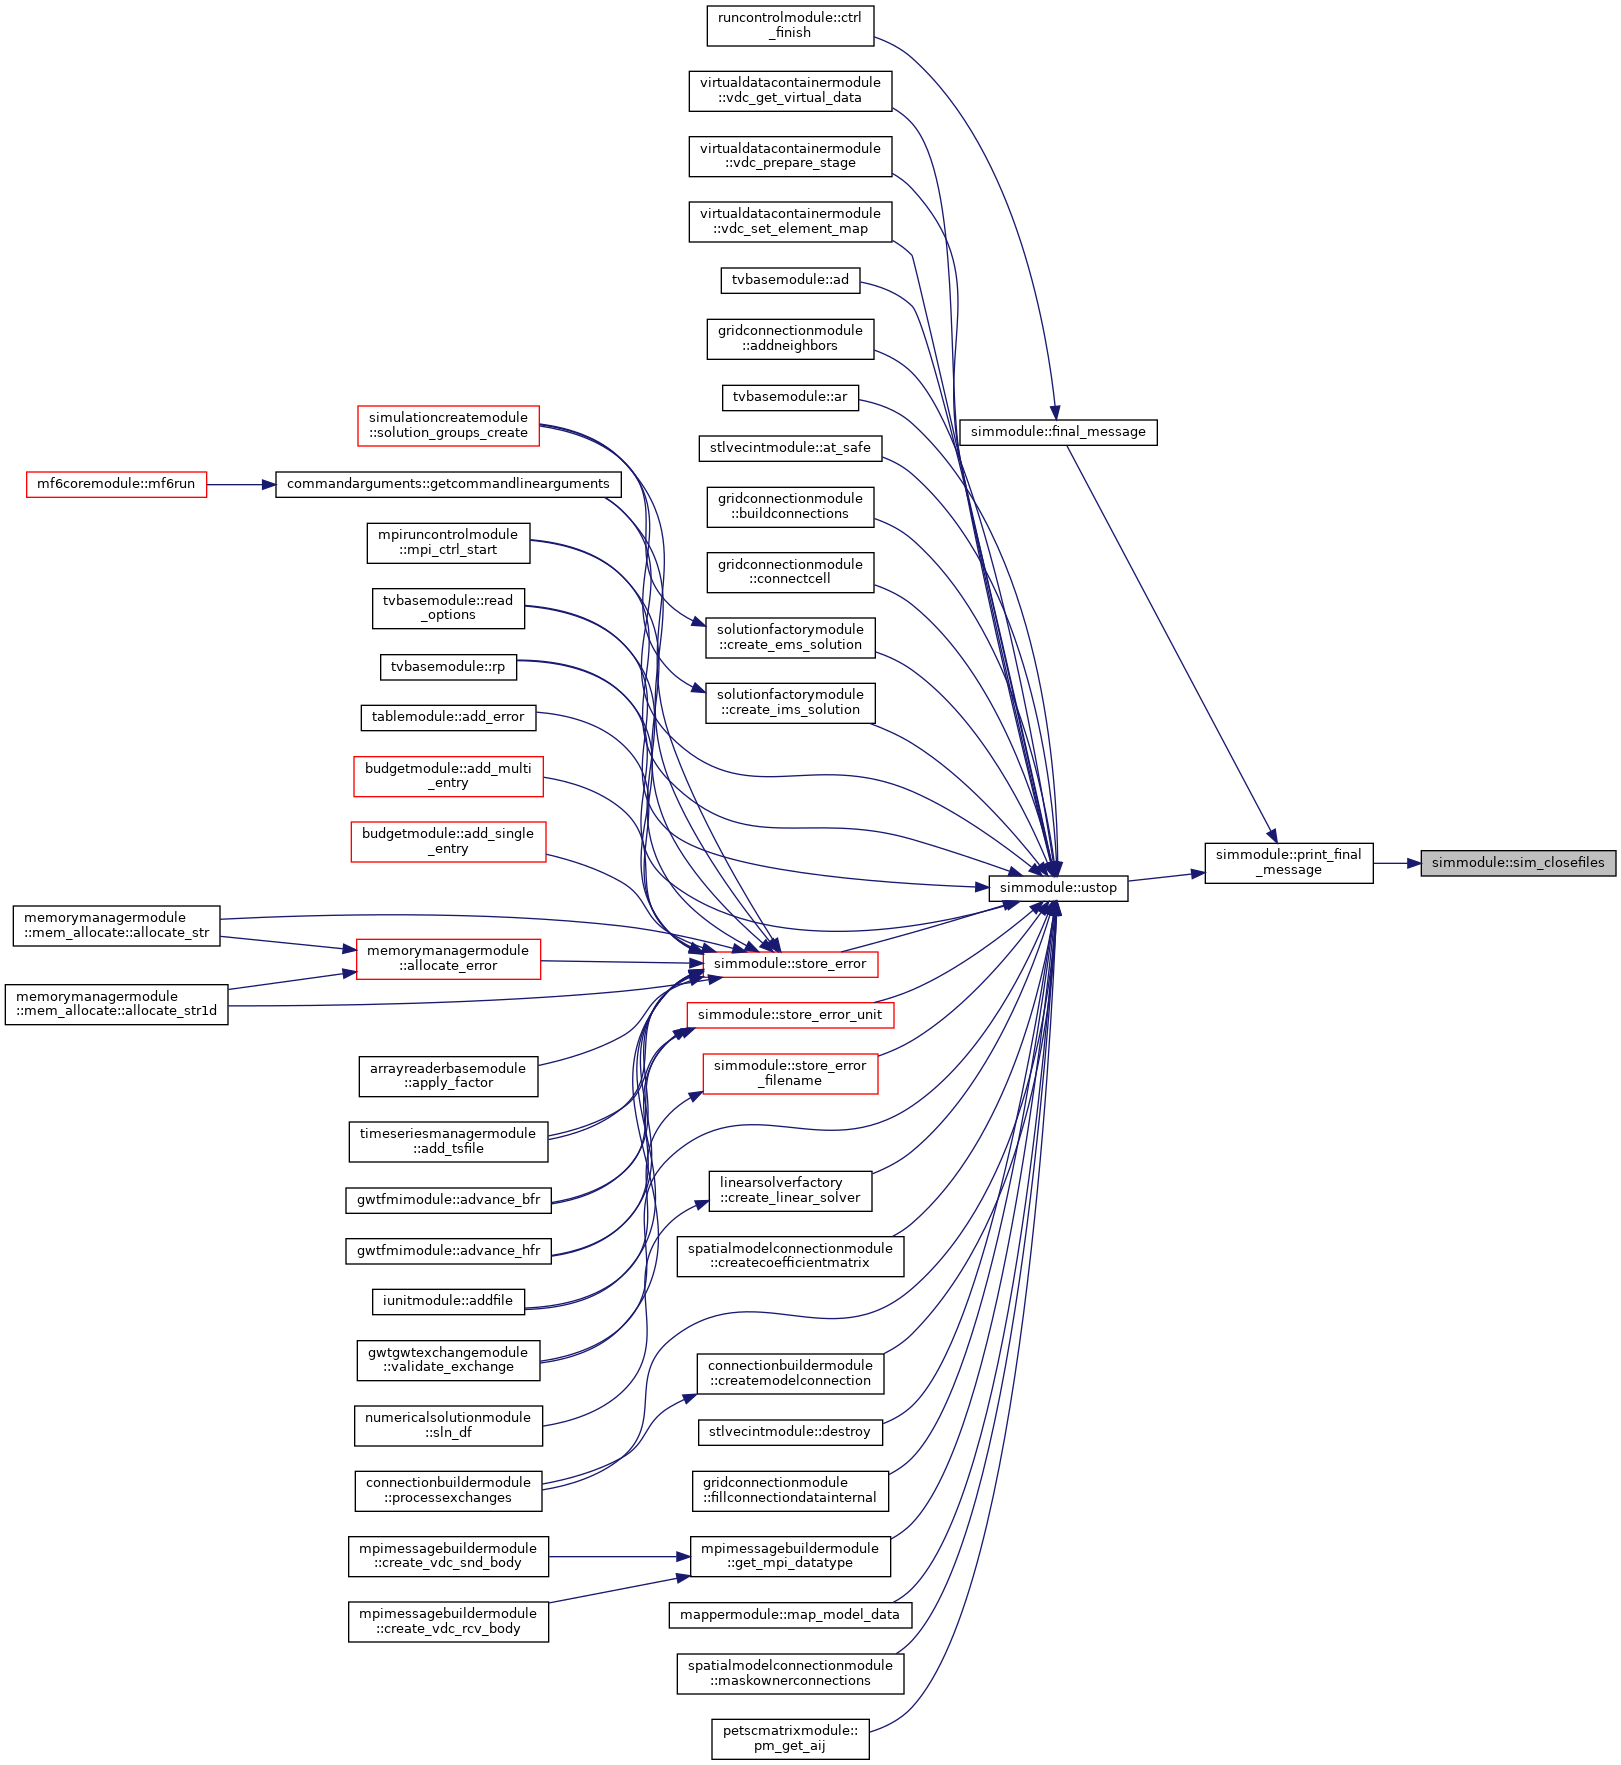 runcontrolmodule::ctrl
_finish
virtualdatacontainermodule
::vdc_get_virtual_data
virtualdatacontainermodule
::vdc_prepare_stage
virtualdatacontainermodule
::vdc_set_element_map
tvbasemodule::ad
gridconnectionmodule
::addneighbors
tvbasemodule::ar
stlvecintmodule::at_safe
gridconnectionmodule
::buildconnections
gridconnectionmodule
::connectcell
solutionfactorymodule
::create_ems_solution
solutionfactorymodule
::create_ims_solution
simulationcreatemodule
::solution_groups_create
mf6coremodule::mf6run
commandarguments::getcommandlinearguments
mpiruncontrolmodule
::mpi_ctrl_start
tvbasemodule::read
_options
tvbasemodule::rp
tablemodule::add_error
budgetmodule::add_multi
_entry
budgetmodule::add_single
_entry
memorymanagermodule
::mem_allocate::allocate_str
memorymanagermodule
::allocate_error
memorymanagermodule
::mem_allocate::allocate_str1d
arrayreaderbasemodule
::apply_factor
timeseriesmanagermodule
::add_tsfile
gwtfmimodule::advance_bfr
gwtfmimodule::advance_hfr
iunitmodule::addfile
gwtgwtexchangemodule
::validate_exchange
numericalsolutionmodule
::sln_df
connectionbuildermodule
::processexchanges
mpimessagebuildermodule
::create_vdc_snd_body
mpimessagebuildermodule
::create_vdc_rcv_body
simmodule::store_error
simmodule::store_error_unit
simmodule::store_error
_filename
linearsolverfactory
::create_linear_solver
spatialmodelconnectionmodule
::createcoefficientmatrix
connectionbuildermodule
::createmodelconnection
stlvecintmodule::destroy
gridconnectionmodule
::fillconnectiondatainternal
mpimessagebuildermodule
::get_mpi_datatype
mappermodule::map_model_data
spatialmodelconnectionmodule
::maskownerconnections
petscmatrixmodule::
pm_get_aij
simmodule::final_message
simmodule::ustop
simmodule::print_final
_message
simmodule::sim_closefiles